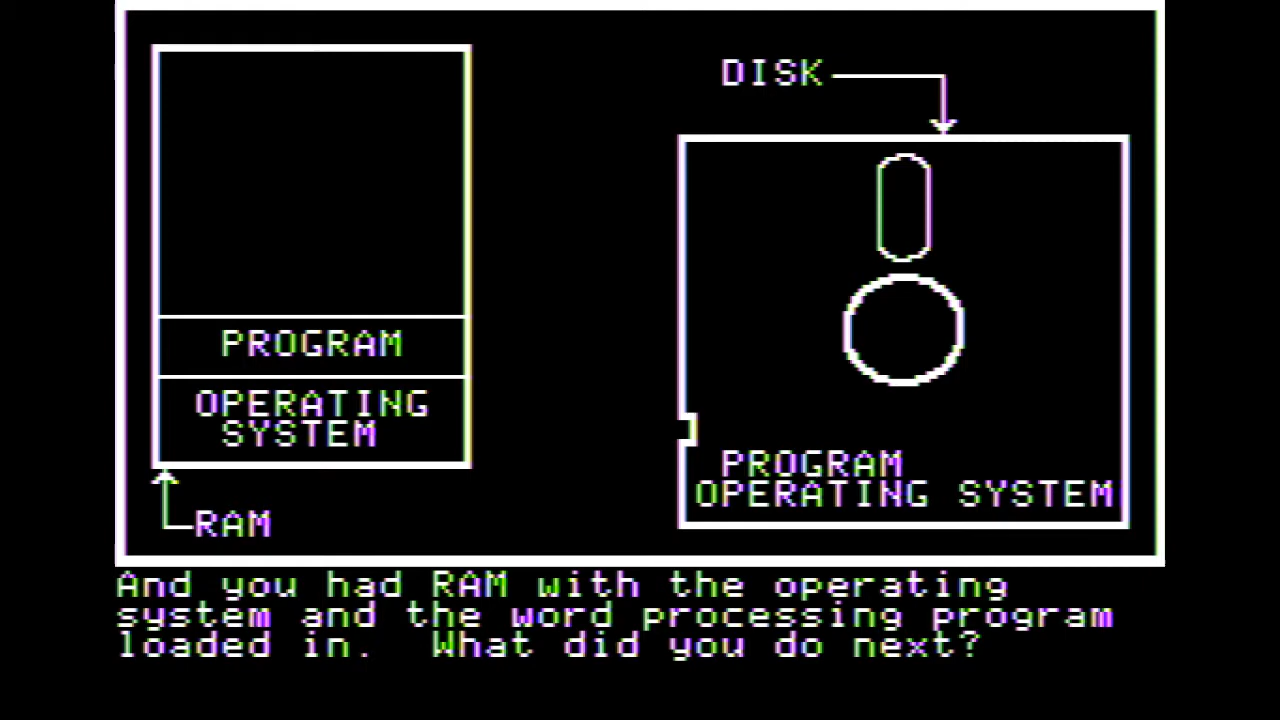 DISK
PROGRAM
OPERATING
SYSTEM
PROGRAM
OPERATING SYSTEM
RAM
And you had RAM with the operating
system and the word processing program
loaded in.  What did you do next?